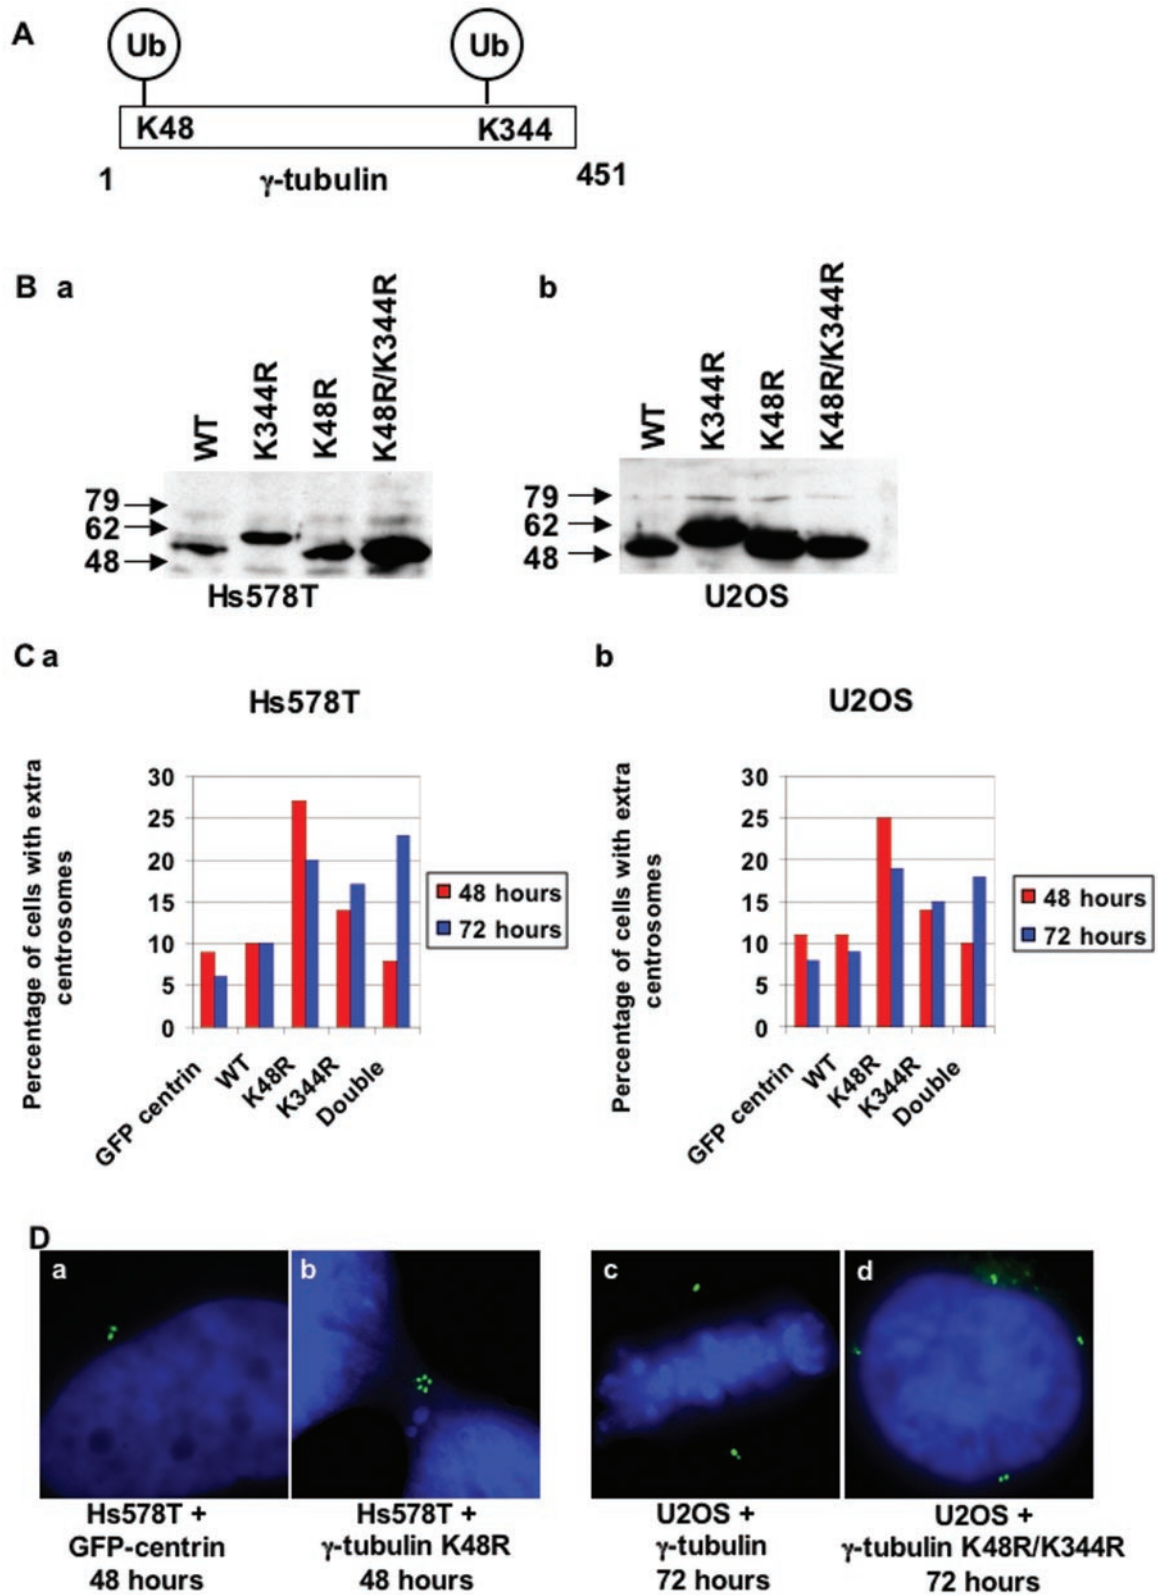 A
Ub Ub
K48 K344
1 γ-tubulin 451
B a b
WT K344R K48R K48R/K344R
WT K344R K48R K48R/K344R
79
62
48
79
62
48
Hs578T
U2OS
C a b
Hs578T
Percentage of cells with extra
centrosomes
30
25
20
15
10
5
0
GFP centrin WT K48R K344R Double
48 hours
72 hours
U2OS
Percentage of cells with extra
centrosomes
30
25
20
15
10
5
0
GFP centrin WT K48R K344R Double
48 hours
72 hours
D
a b c d
Hs578T +
GFP-centrin
48 hours
Hs578T +
γ-tubulin K48R
48 hours
U2OS +
γ-tubulin
72 hours
U2OS +
γ-tubulin K48R/K344R
72 hours